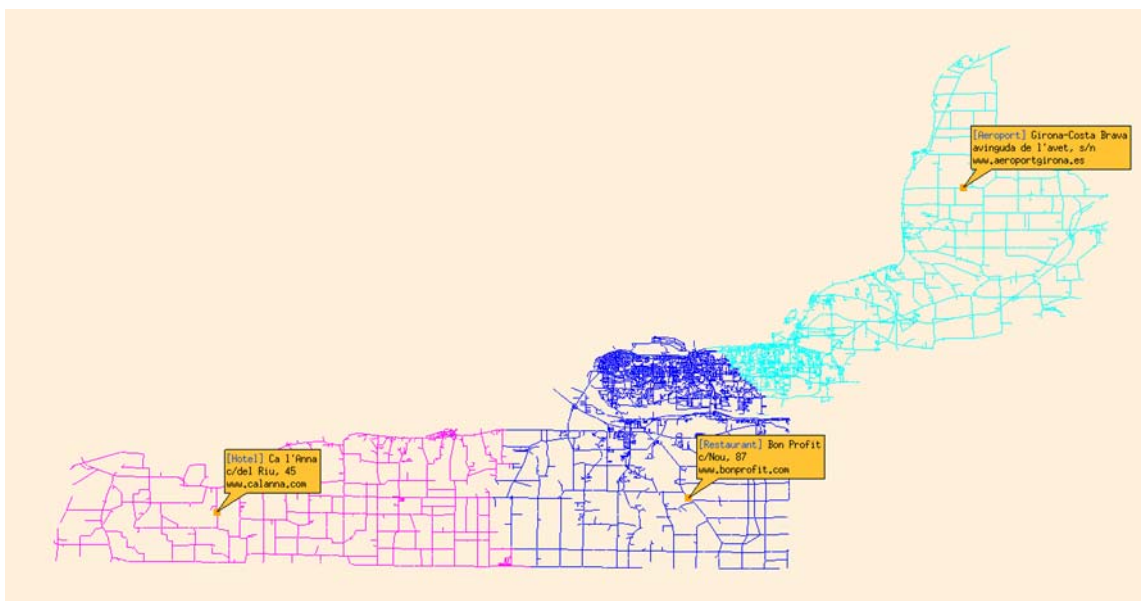 [Aeroport] Girona-Costa Brava
avinguda de l'avet, s/n
www.aeroportgirona.es
[Restaurant] Bon Profit
c/Nou, 87
www.bonprofit.com
[Hotel] Ca l'Anna
c/del Riu, 45
www.calanna.com